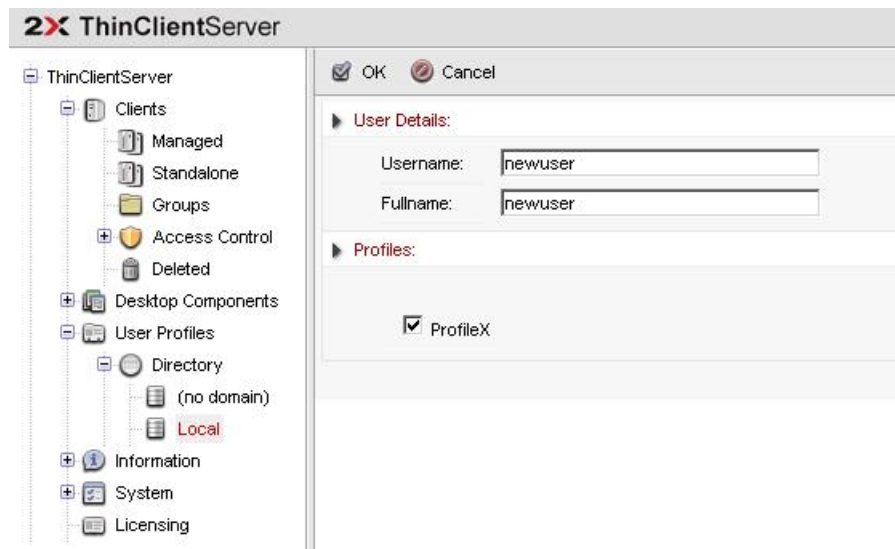 2X ThinClientServer
ThinClientServer
Clients
Managed
Standalone
Groups
Access Control
Deleted
Desktop Components
User Profiles
Directory
(no domain)
Local
Information
System
Licensing
OK Cancel
User Details:
Username: newuser
Fullname: newuser
Profiles:
ProfileX